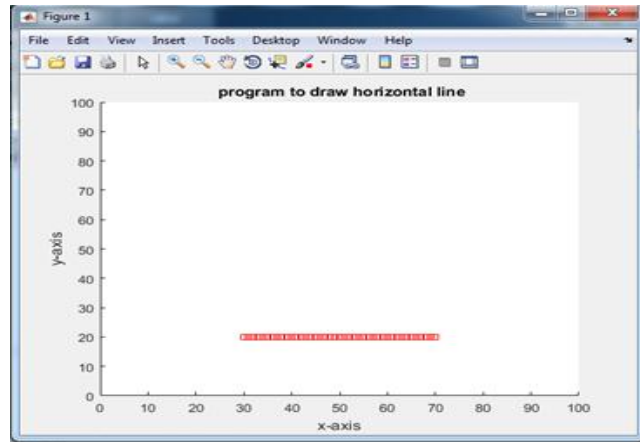 Figure 1
File Edit View Insert Tools Desktop Window Help
program to draw horizontal line
100
90
80
70
60
50
40
30
20
10
0
y-axis
0 10 20 30 40 50 60 70 80 90 100
x-axis